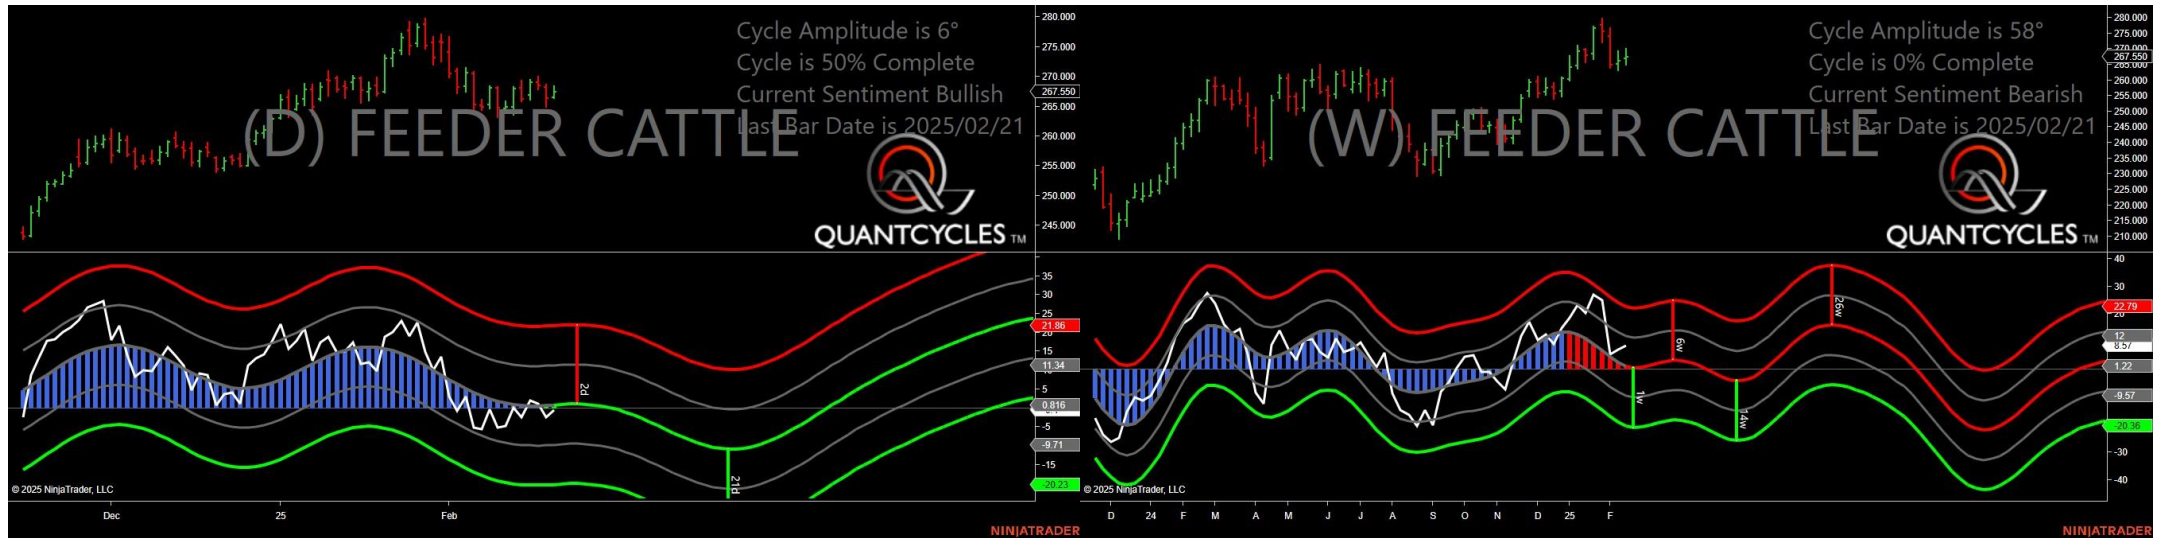 Cycle Amplitude is 6°
Cycle is 50% Complete
Current Sentiment Bullish
Last Bar Date is 2025/02/21
(D) FEEDER CATTLE
QUANTCYCLES TM
280.000
275.000
270.000
267.550
265.000
260.000
255.000
250.000
245.000
35
30
25
21.86
20
15
11.34
5
0.816
-5
-9.71
-15
-20.23
2d
21d
© 2025 NinjaTrader, LLC
Dec
25
Feb
NINJATRADER
Cycle Amplitude is 58°
Cycle is 0% Complete
Current Sentiment Bearish
Last Bar Date is 2025/02/21
(W) FEEDER CATTLE
QUANTCYCLES TM
280.000
275.000
270.000
267.550
265.000
260.000
255.000
250.000
245.000
240.000
235.000
230.000
225.000
220.000
215.000
210.000
40
30
22.79
20
12
8.57
1.22
-9.57
-20.36
-30
-40
6w
26w
1w
14w
© 2025 NinjaTrader, LLC
D 24 F M A M J J A S O N D 25 F
NINJATRADER